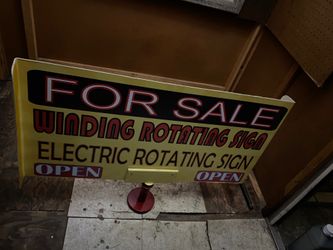 FOR SALE
WINDING ROTATING SIGN
ELECTRIC ROTATING SIGN
OPEN OPEN